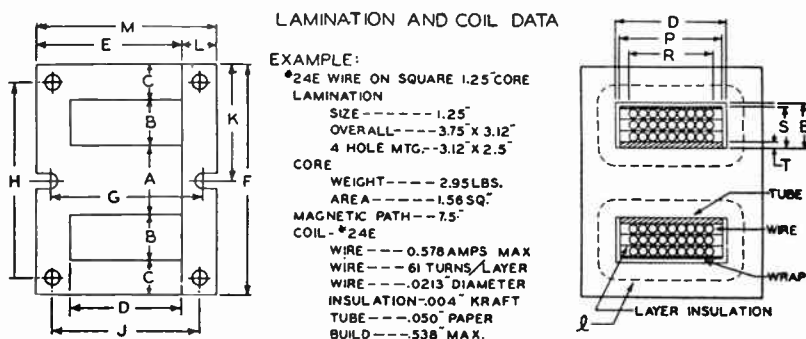 LAMINATION AND COIL DATA
M
E
L
C
B
A
B
C
K
H
G
F
D
J
EXAMPLE:
#24E WIRE ON SQUARE 1.25" CORE
LAMINATION
SIZE------1.25"
OVERALL----3.75" X 3.12"
4 HOLE MTG.--3.12" X 2.5"
CORE
WEIGHT----2.95 LBS.
AREA----1.56 SQ."
MAGNETIC PATH--7.5"
COIL-#24E
WIRE---0.578 AMPS MAX
WIRE---61 TURNS/LAYER
WIRE---.0213" DIAMETER
INSULATION-.004" KRAFT
TUBE---.050" PAPER
BUILD---.538" MAX.
D
P
R
S
B
T
TUBE
WIRE
WRAP
LAYER INSULATION
ℓ